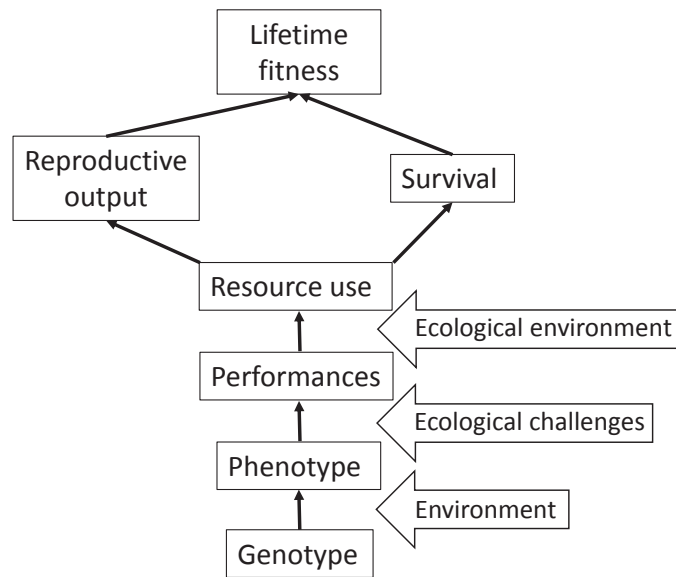 Lifetime
fitness
Reproductive
output
Survival
Resource use
Ecological environment
Performances
Ecological challenges
Phenotype
Environment
Genotype